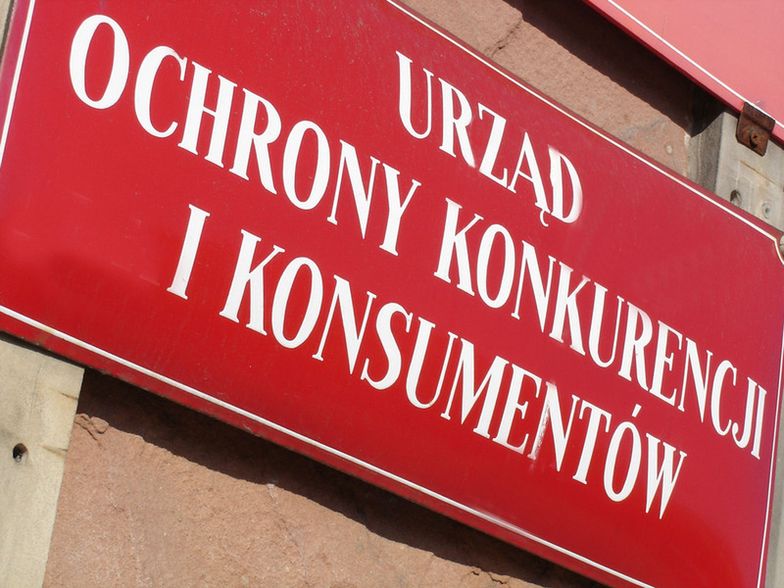 URZĄD
OCHRONY KONKURENCJI
I KONSUMENTÓW